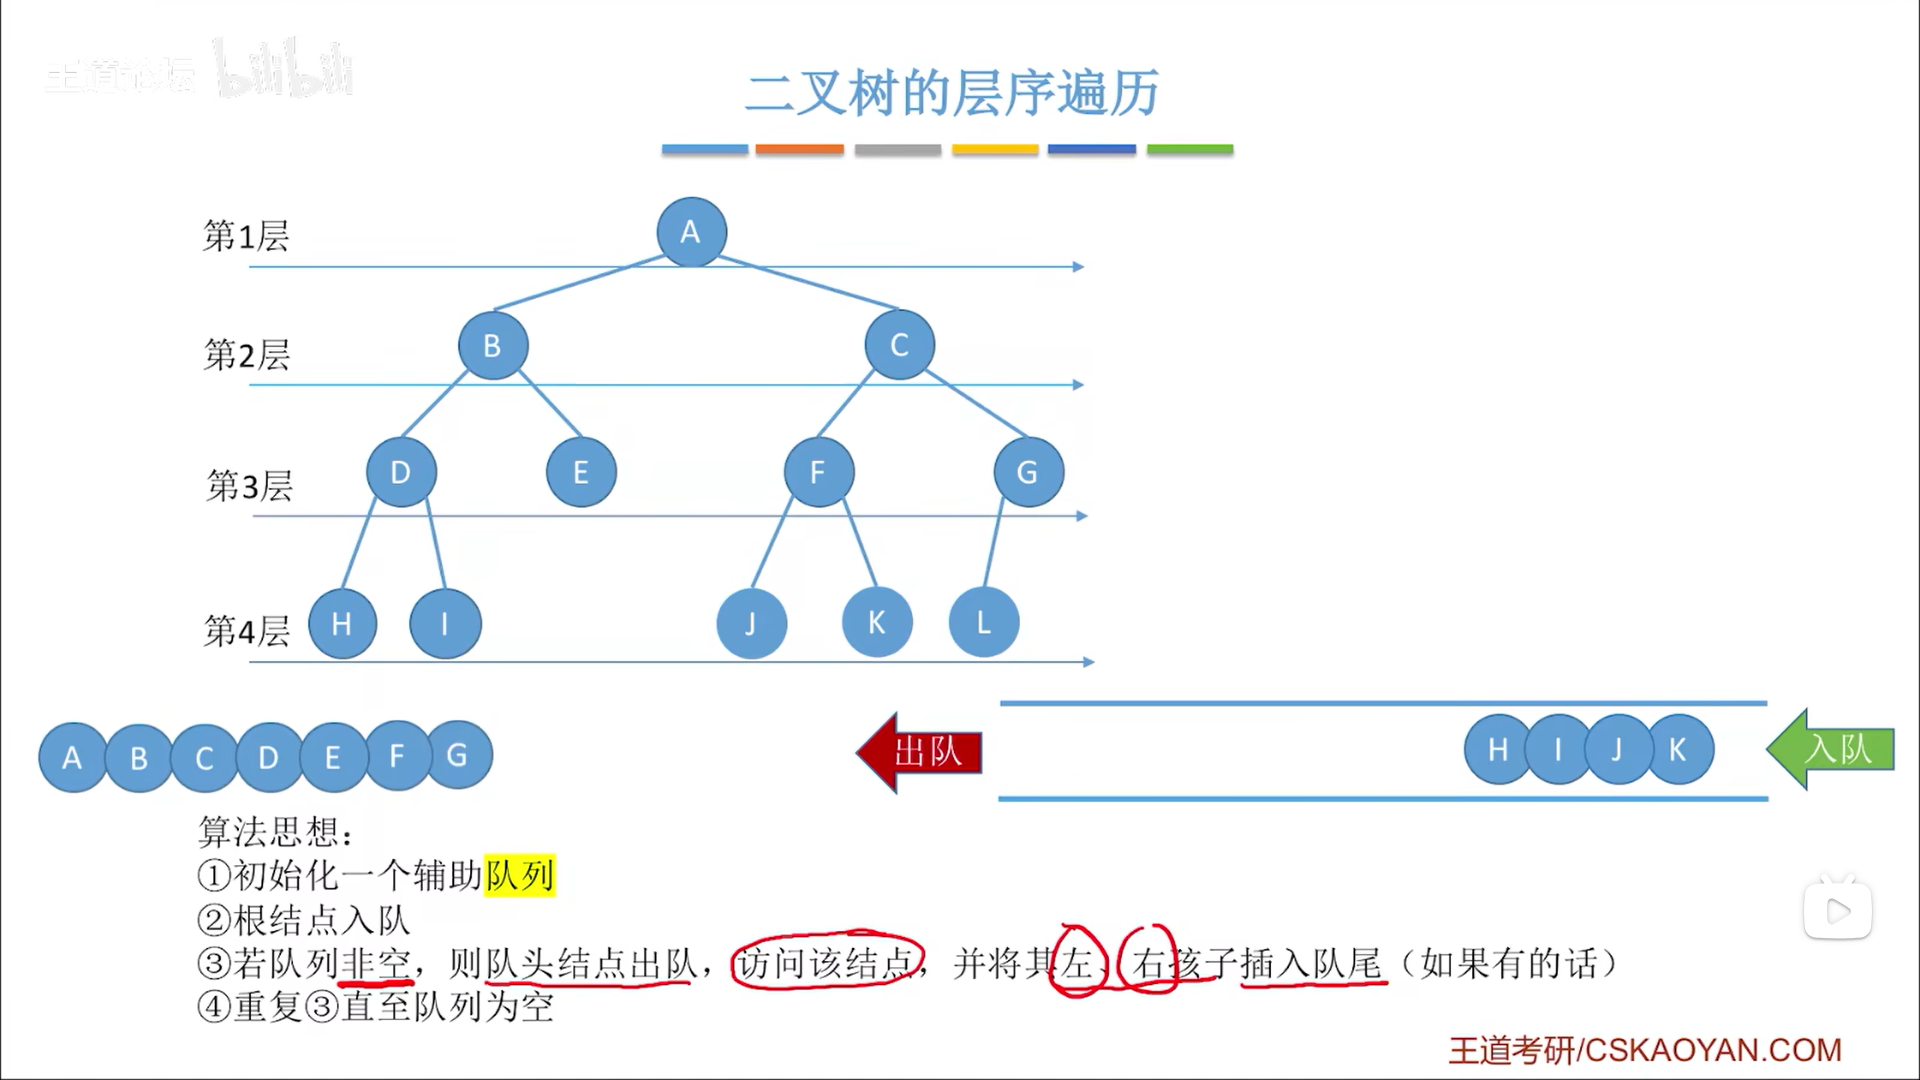 王道论坛 bilibili
二叉树的层序遍历
第1层
A
第2层
B C
第3层
D E F G
第4层
H I J K L
A B C D E F G
出队
H I J K
入队
算法思想：
①初始化一个辅助队列
②根结点入队
③若队列非空，则队头结点出队，访问该结点，并将其左、右孩子插入队尾（如果有的话）
④重复③直至队列为空
王道考研/CSKAOYAN.COM